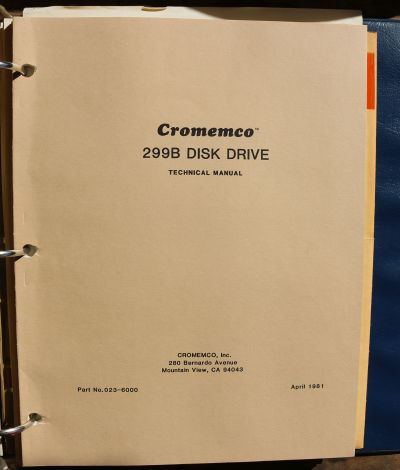 Cromemco™
299B DISK DRIVE
TECHNICAL MANUAL
CROMEMCO, Inc.
280 Bernardo Avenue
Mountain View, CA 94043
Part No.023-6000 April 1981